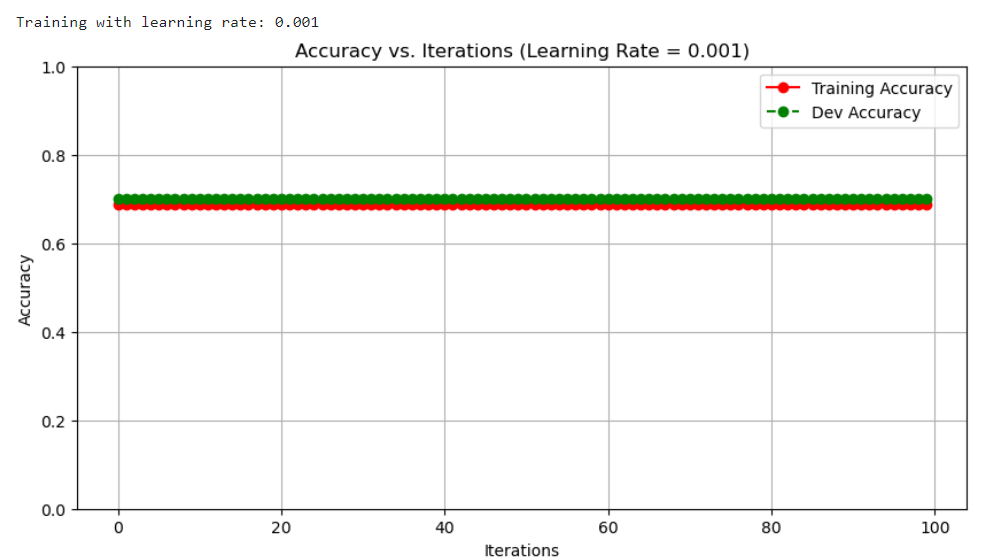 Training with learning rate: 0.001
Accuracy vs. Iterations (Learning Rate = 0.001)
1.0
0.8
0.6
0.4
0.2
0.0
Accuracy
Training Accuracy
Dev Accuracy
0 20 40 60 80 100
Iterations